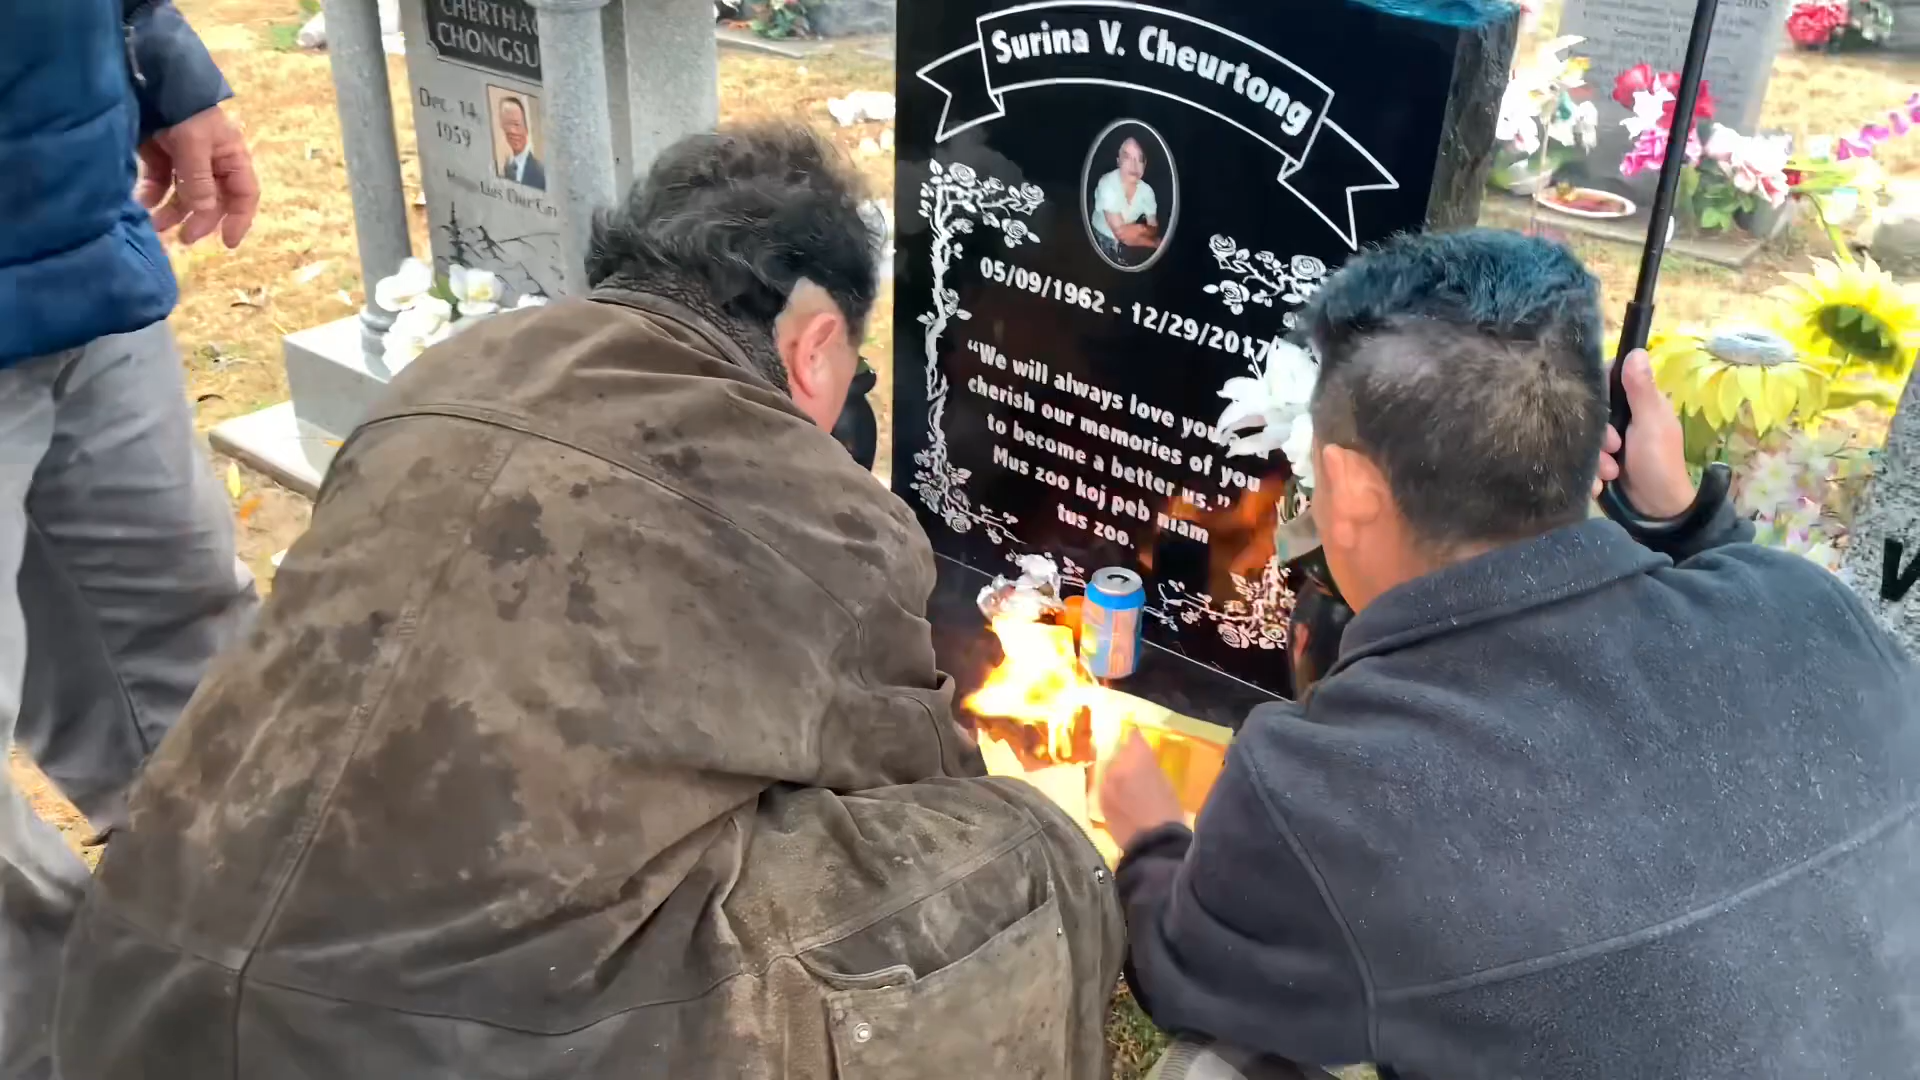 CHERTHAO
CHONGSU
Dec. 14,
1959
Surina V. Cheurtong
05/09/1962 - 12/29/2017
"We will always love you
cherish our memories of you
to become a better us."
Mus zoo koj peb niam
tus zoo.